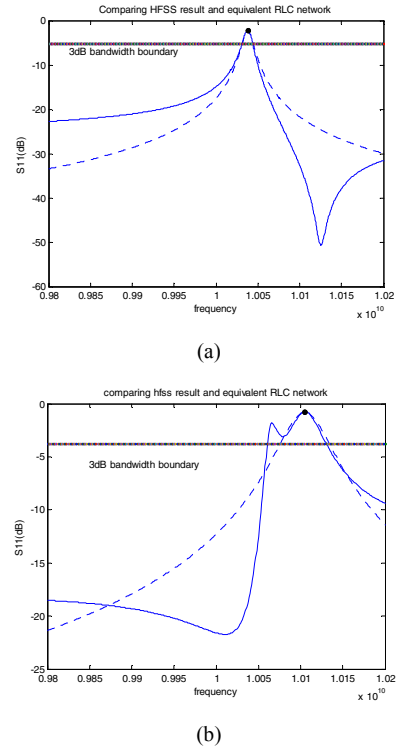 Comparing HFSS result and equivalent RLC network
0
-10
-20
-30
-40
-50
-60
S11(dB)
3dB bandwidth boundary
0.98 0.985 0.99 0.995 1 1.005 1.01 1.015 1.02
frequency
x 10^10
(a)
comparing hfss result and equivalent RLC network
0
-5
-10
-15
-20
-25
S11(dB)
3dB bandwidth boundary
0.98 0.985 0.99 0.995 1 1.005 1.01 1.015 1.02
frequency
x 10^10
(b)